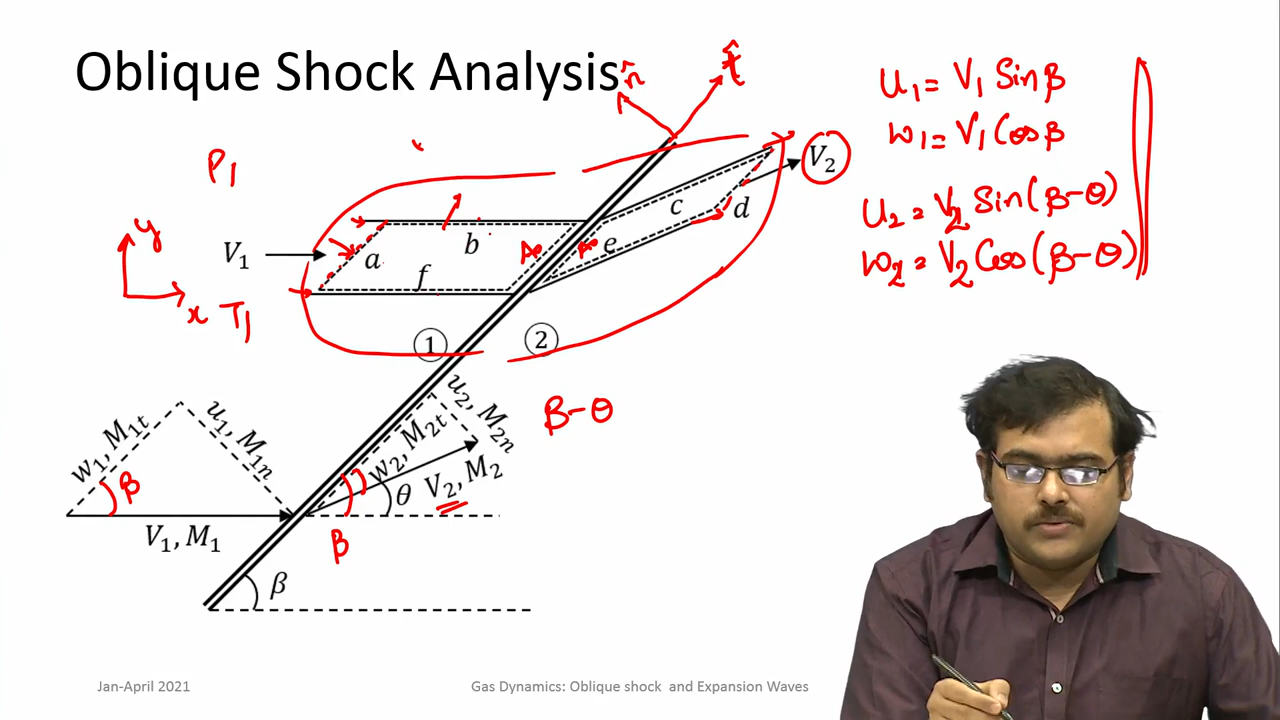 Oblique Shock Analysis
n̂
t̂
u₁ = V₁ Sinβ
w₁ = V₁ Cosβ
u₂ = V₂ Sin(β-θ)
w₂ = V₂ Cos(β-θ)
P₁
V₂
y
V₁
a
b
c
d
e
f
A
A
x
T₁
①
②
β-θ
w₁, M₁ₜ
u₁, M₁ₙ
β
u₂, M₂ₙ
w₂, M₂ₜ
θ
V₂, M₂
V₁, M₁
β
β
Jan-April 2021
Gas Dynamics: Oblique shock and Expansion Waves